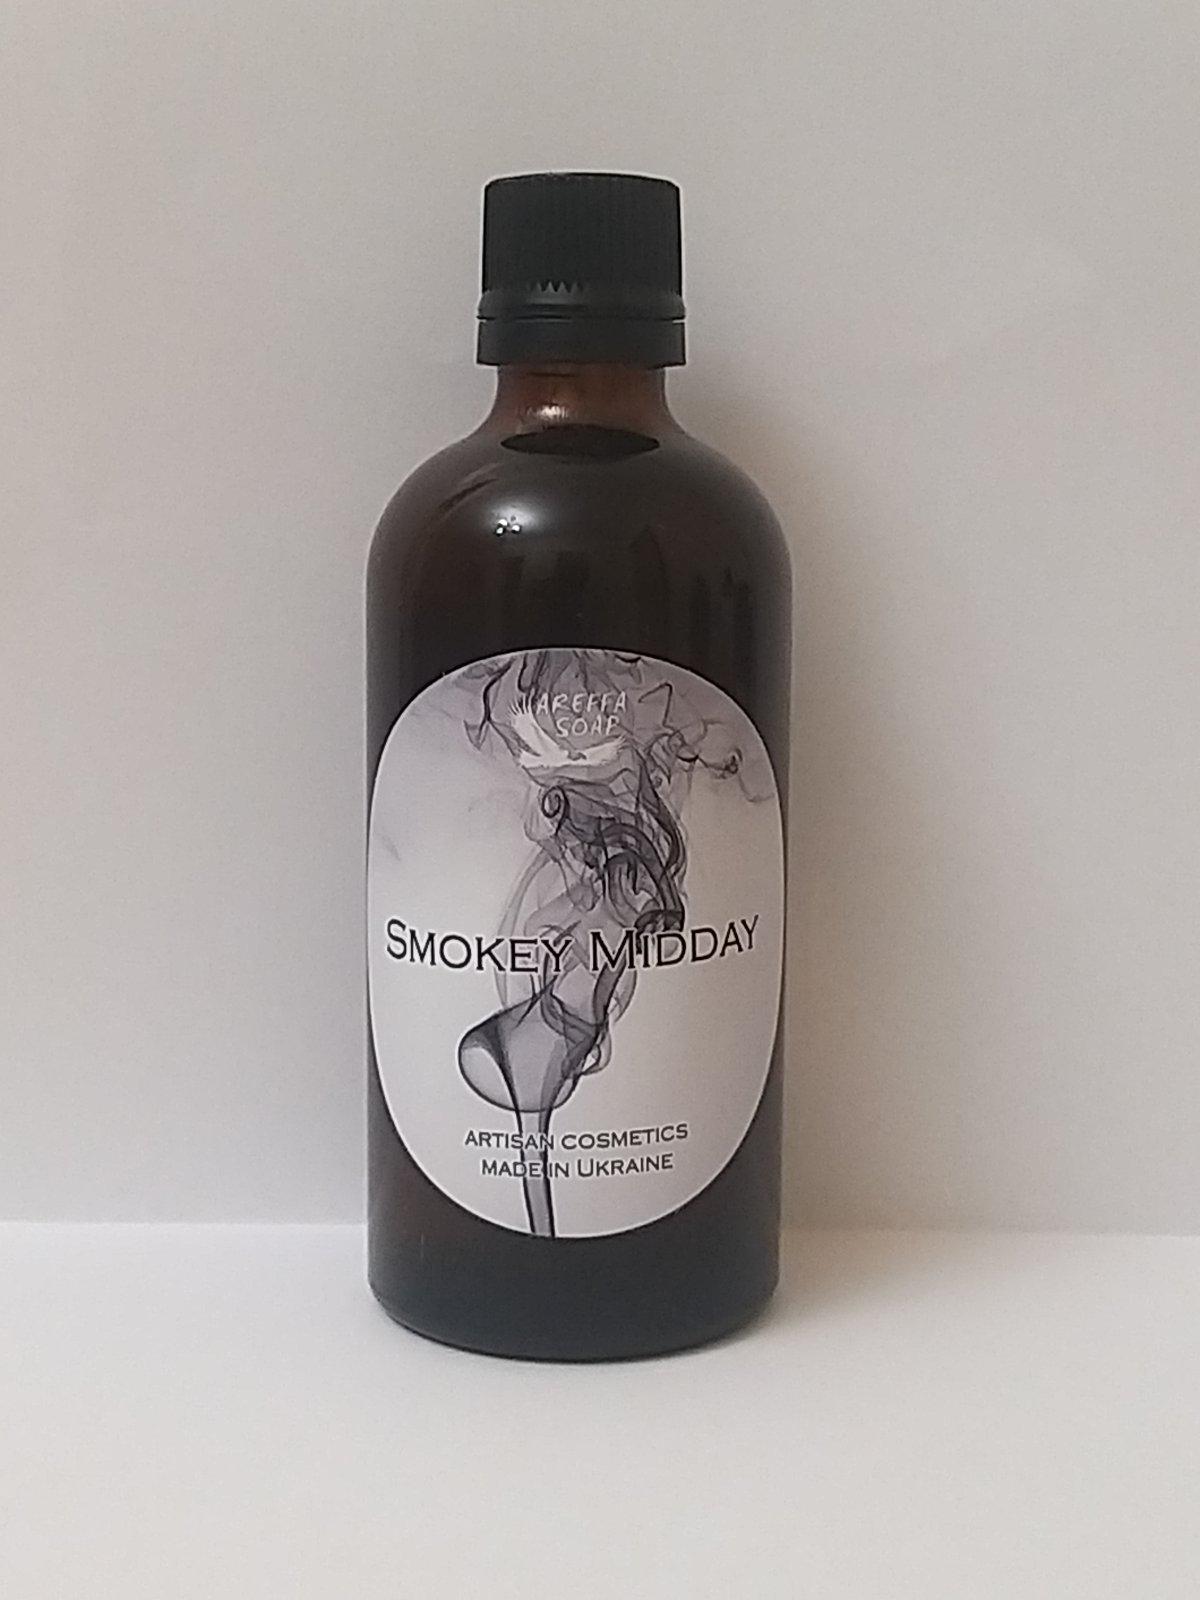 AREFFA
SOAP
SMOKEY MIDDAY
ARTISAN COSMETICS
MADE IN UKRAINE